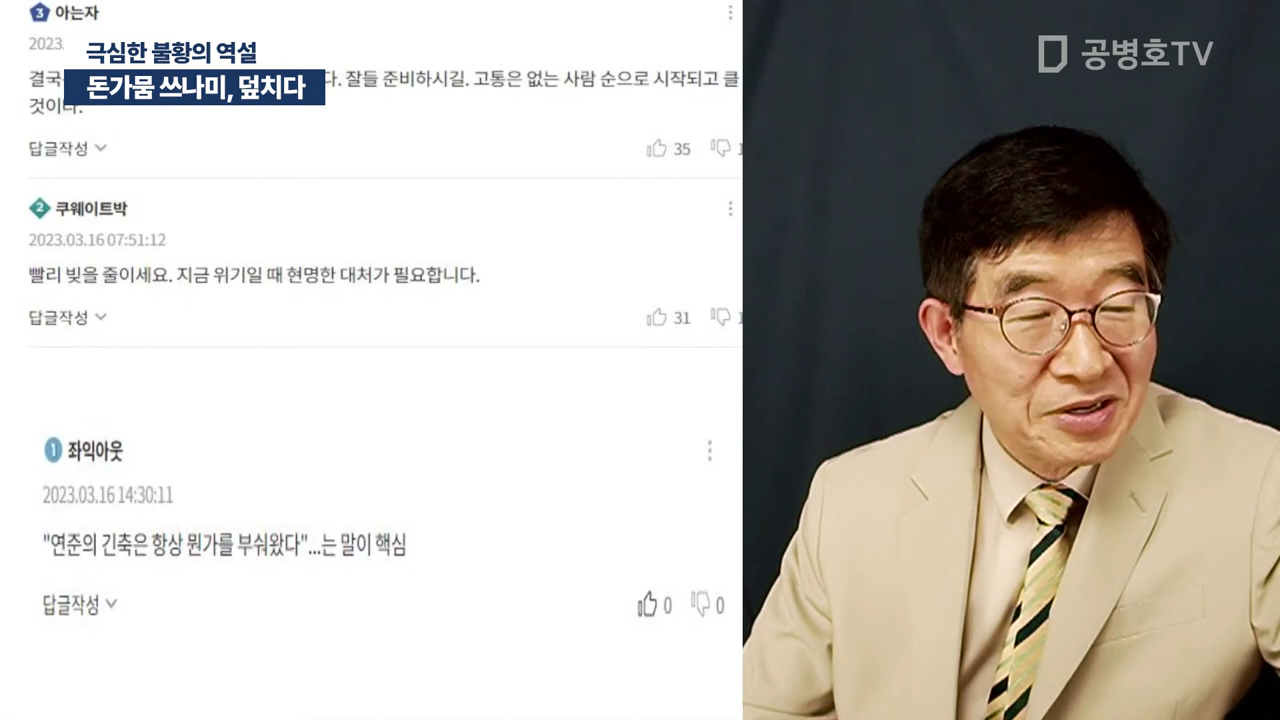 아는자
2023.
극심한 불황의 역설
돈가뭄 쓰나미, 덮치다
결국 다. 잘들 준비하시길. 고통은 없는 사람 순으로 시작되고 클
것이다.
답글작성
35
1
쿠웨이트박
2023.03.16 07:51:12
빨리 빚을 줄이세요. 지금 위기일 때 현명한 대처가 필요합니다.
답글작성
31
1
1 좌익아웃
2023.03.16 14:30:11
"연준의 긴축은 항상 뭔가를 부숴왔다"...는 말이 핵심
답글작성
0
0
공병호TV